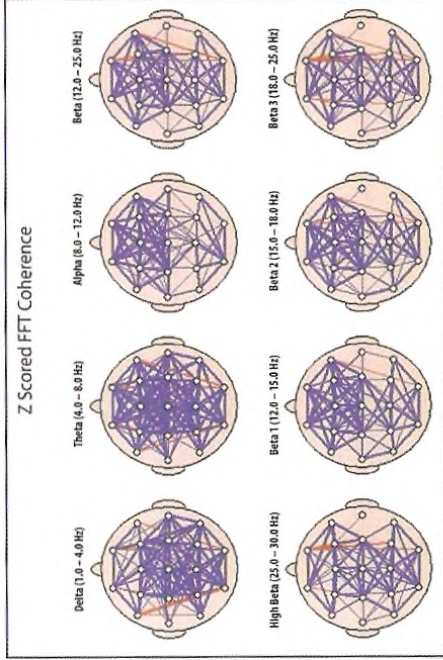 Z Scored FFT Coherence
Delta (1.0 – 4.0 Hz)
Theta (4.0 – 8.0 Hz)
Alpha (8.0 – 12.0 Hz)
Beta (12.0 – 25.0 Hz)
High Beta (25.0 – 30.0 Hz)
Beta 1 (12.0 – 15.0 Hz)
Beta 2 (15.0 – 18.0 Hz)
Beta 3 (18.0 – 25.0 Hz)